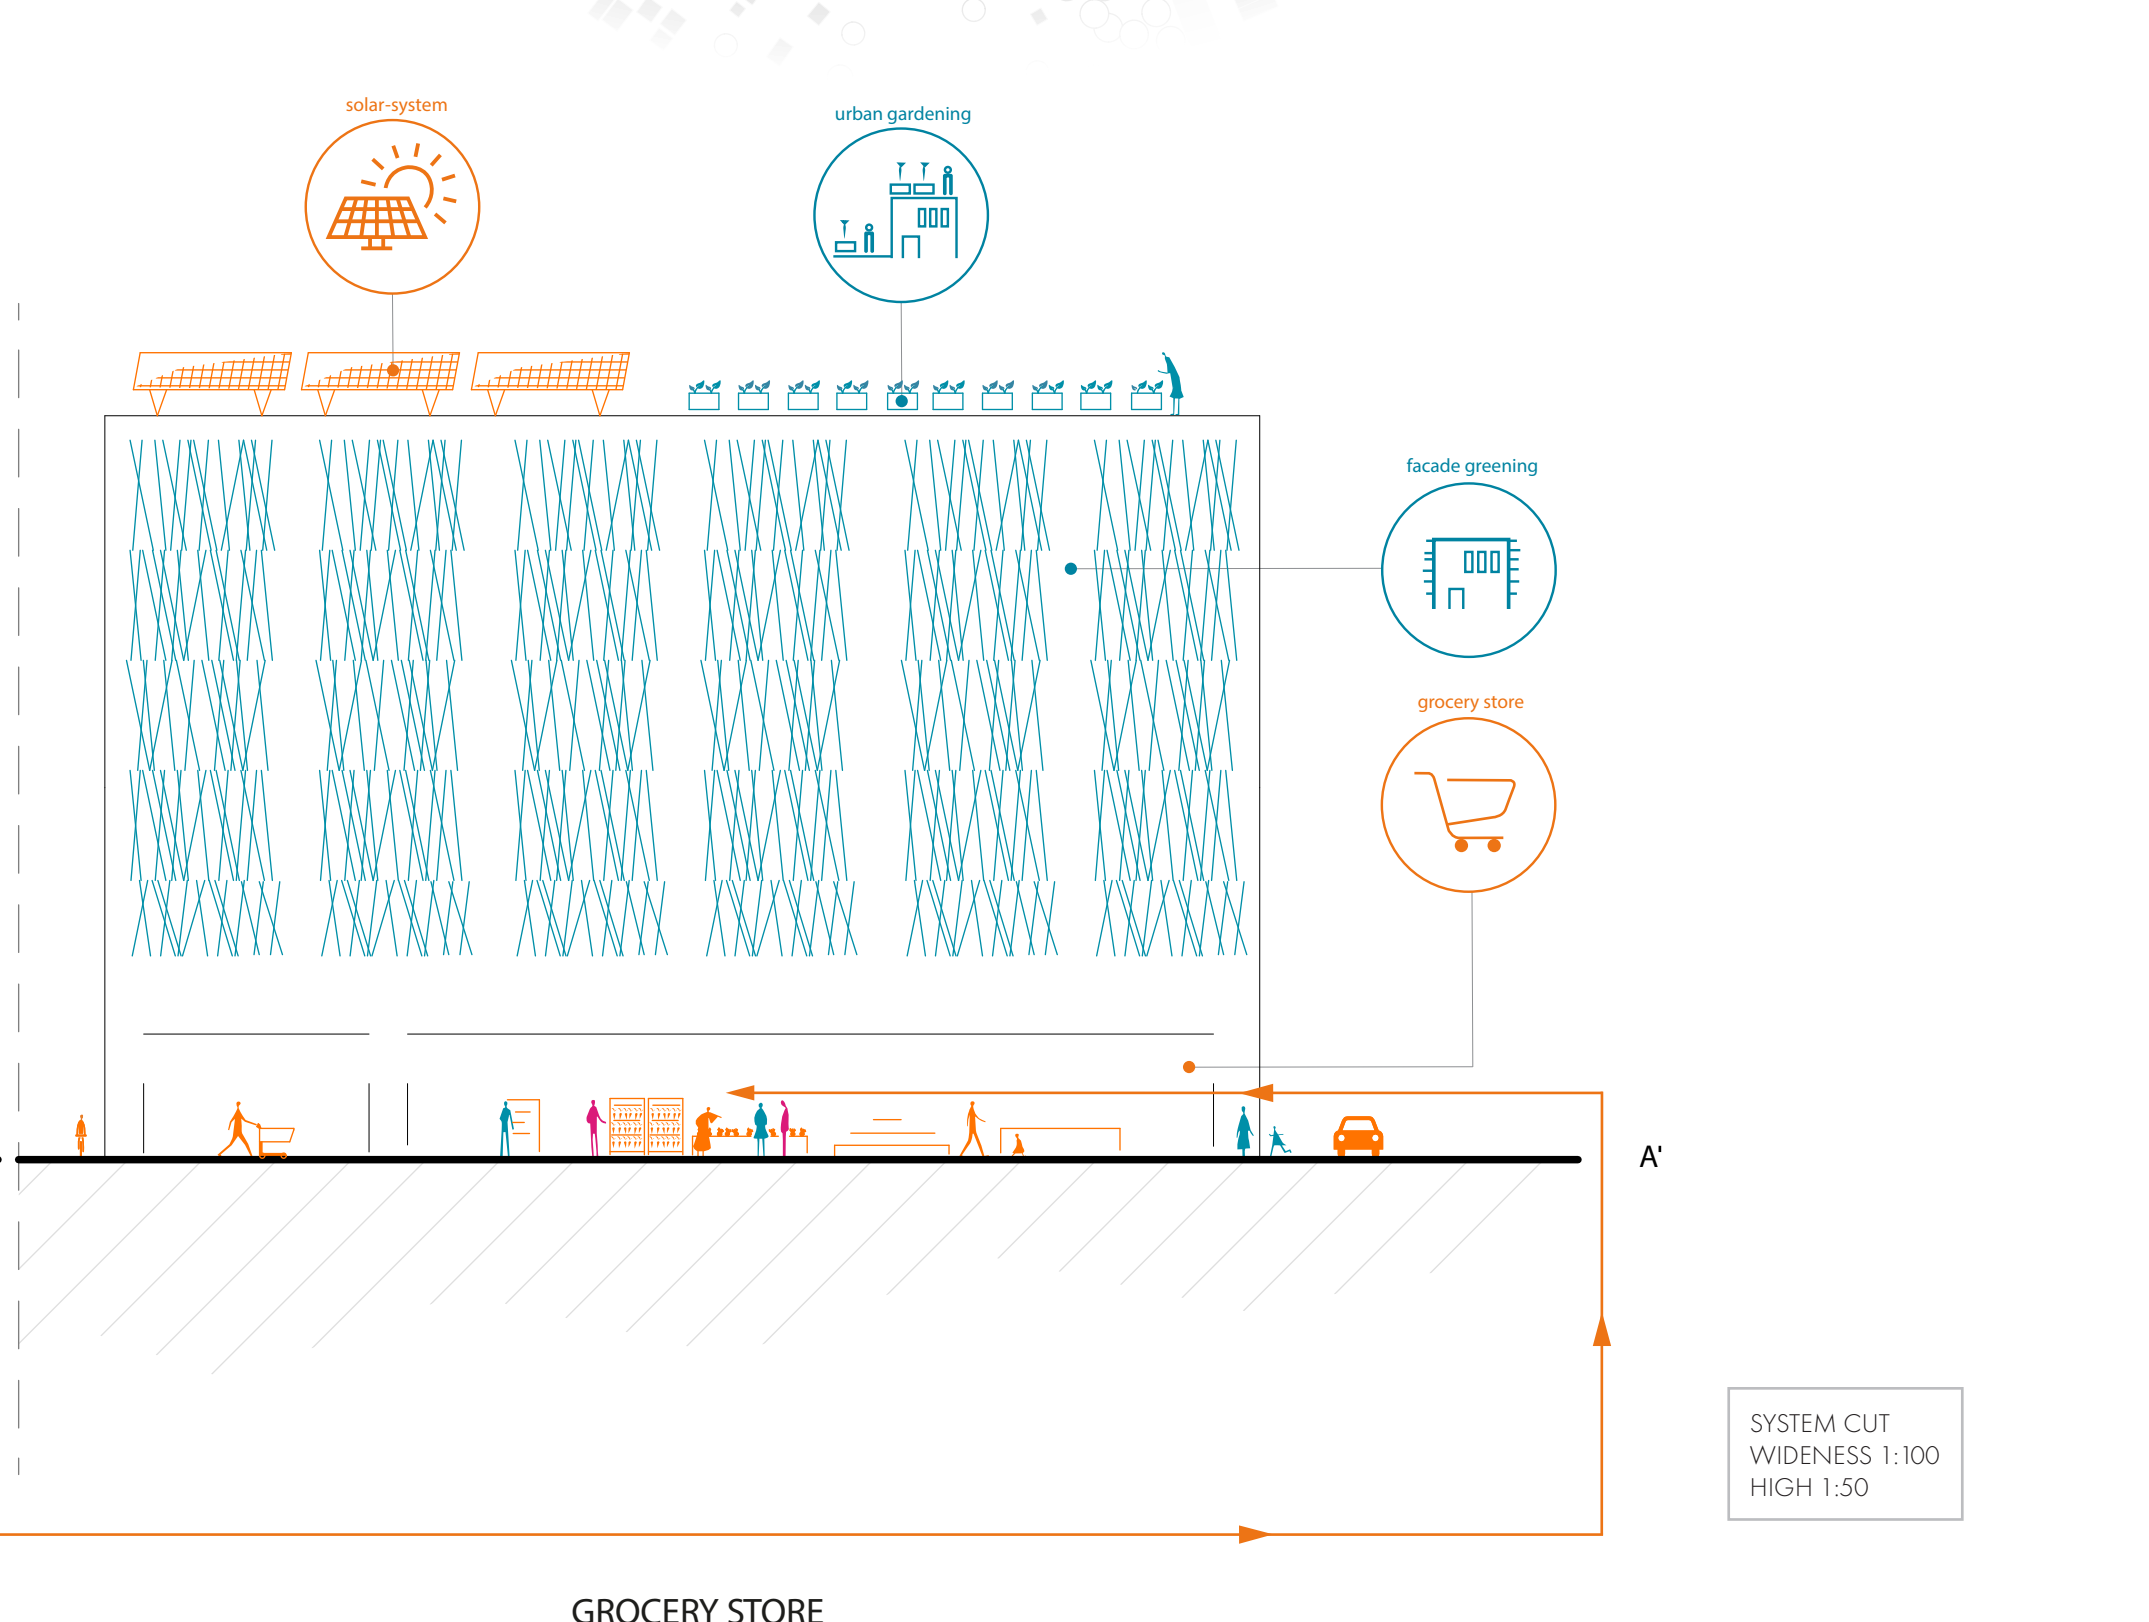 solar-system
urban gardening
facade greening
grocery store
A'
SYSTEM CUT
WIDENESS 1:100
HIGH 1:50
GROCERY STORE